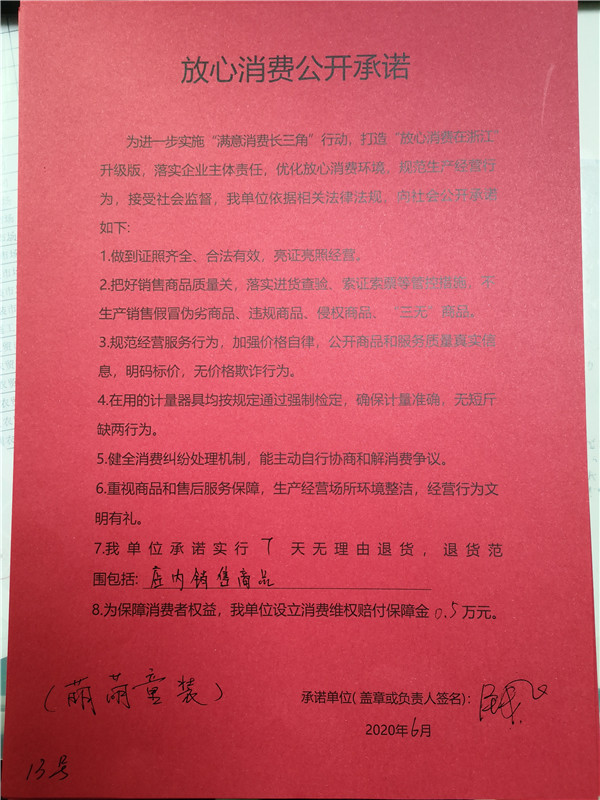 放心消费公开承诺
为进一步实施“满意消费长三角”行动，打造“放心消费在浙江”
升级版，落实企业主体责任，优化放心消费环境，规范生产经营行
为，接受社会监督，我单位依据相关法律法规，向社会公开承诺
如下：
1.做到证照齐全、合法有效，亮证亮照经营。
2.把好销售商品质量关，落实进货查验、索证索票等管理措施，不
生产销售假冒伪劣商品、违规商品、侵权商品、“三无”商品。
3.规范经营服务行为，加强价格自律，公开商品和服务质量真实信
息，明码标价，无价格欺诈行为。
4.在用的计量器具均按规定通过强制检定，确保计量准确，无短斤
缺两行为。
5.健全消费纠纷处理机制，能主动自行协商和解消费争议。
6.重视商品和售后服务保障，生产经营场所环境整洁，经营行为文
明有礼。
7.我单位承诺实行7天无理由退货，退货范
围包括：店内销售商品
8.为保障消费者权益，我单位设立消费维权赔付保障金0.5万元。
（萌萌童装）
承诺单位（盖章或负责人签名）：
2020年6月
13号